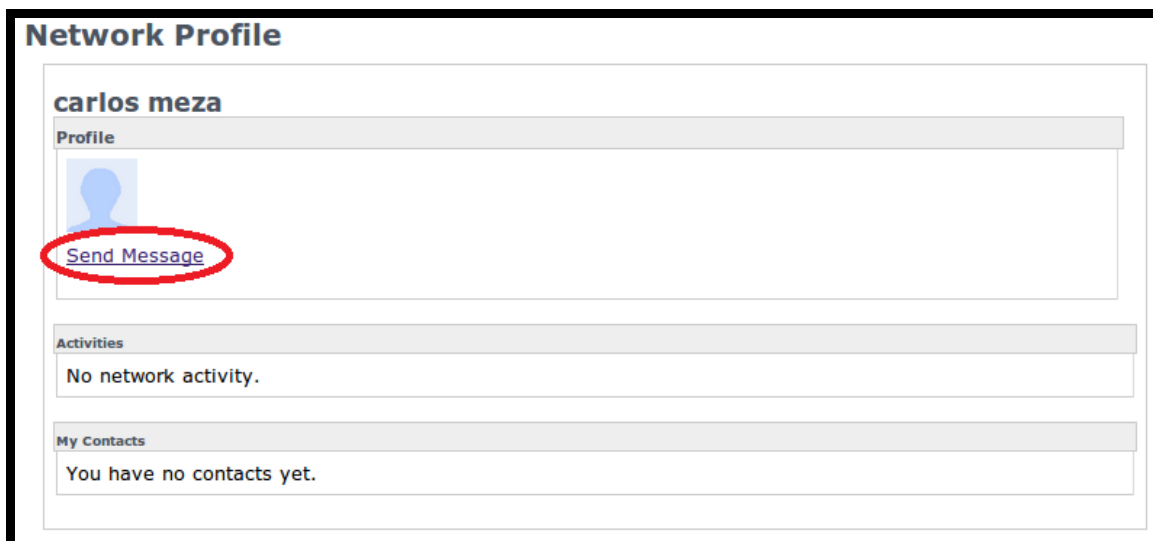 Network Profile
carlos meza
Profile
Send Message
Activities
No network activity.
My Contacts
You have no contacts yet.